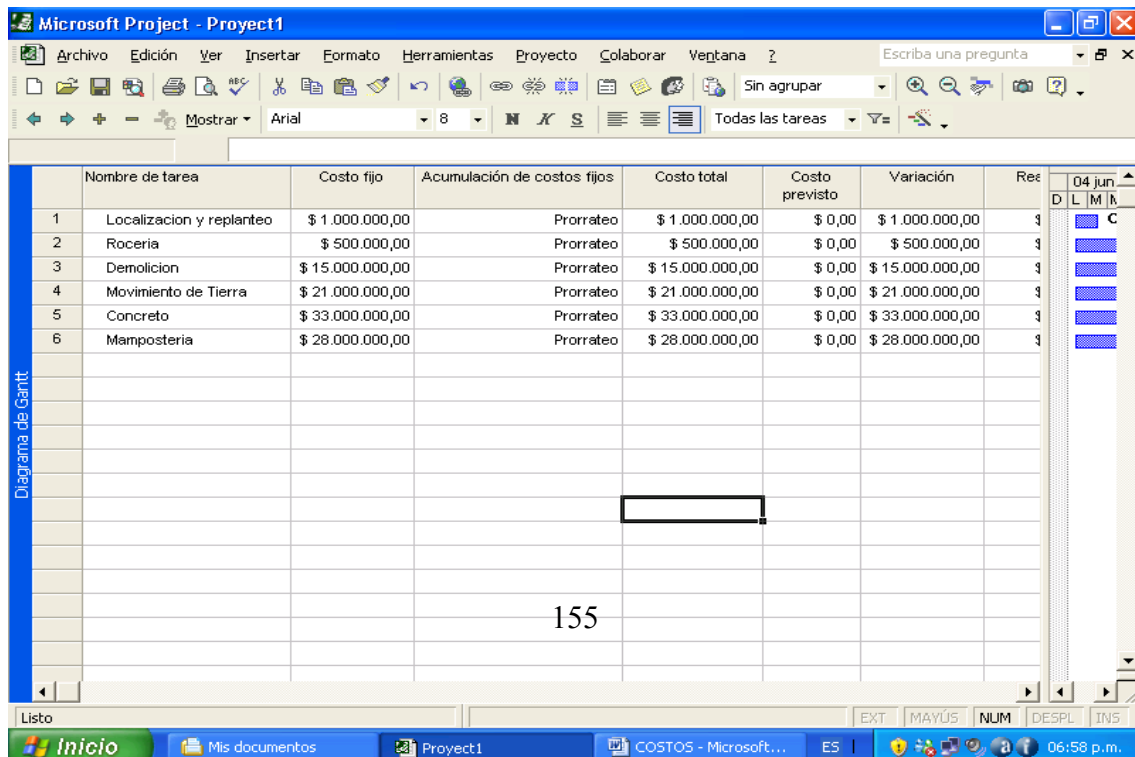 Microsoft Project - Proyect1
Archivo Edición Ver Insertar Formato Herramientas Proyecto Colaborar Ventana ? Escriba una pregunta
Sin agrupar
Mostrar Arial 8 N K S Todas las tareas
Nombre de tarea Costo fijo Acumulación de costos fijos Costo total Costo previsto Variación Rea 04 jun
D L M M
1 Localizacion y replanteo $ 1.000.000,00 Prorrateo $ 1.000.000,00 $ 0,00 $ 1.000.000,00 $ C
2 Roceria $ 500.000,00 Prorrateo $ 500.000,00 $ 0,00 $ 500.000,00 $
3 Demolicion $ 15.000.000,00 Prorrateo $ 15.000.000,00 $ 0,00 $ 15.000.000,00 $
4 Movimiento de Tierra $ 21.000.000,00 Prorrateo $ 21.000.000,00 $ 0,00 $ 21.000.000,00 $
5 Concreto $ 33.000.000,00 Prorrateo $ 33.000.000,00 $ 0,00 $ 33.000.000,00 $
6 Mamposteria $ 28.000.000,00 Prorrateo $ 28.000.000,00 $ 0,00 $ 28.000.000,00 $
Diagrama de Gantt
155
Listo EXT MAYÚS NUM DESPL INS
Inicio Mis documentos Proyect1 COSTOS - Microsoft... ES 06:58 p.m.